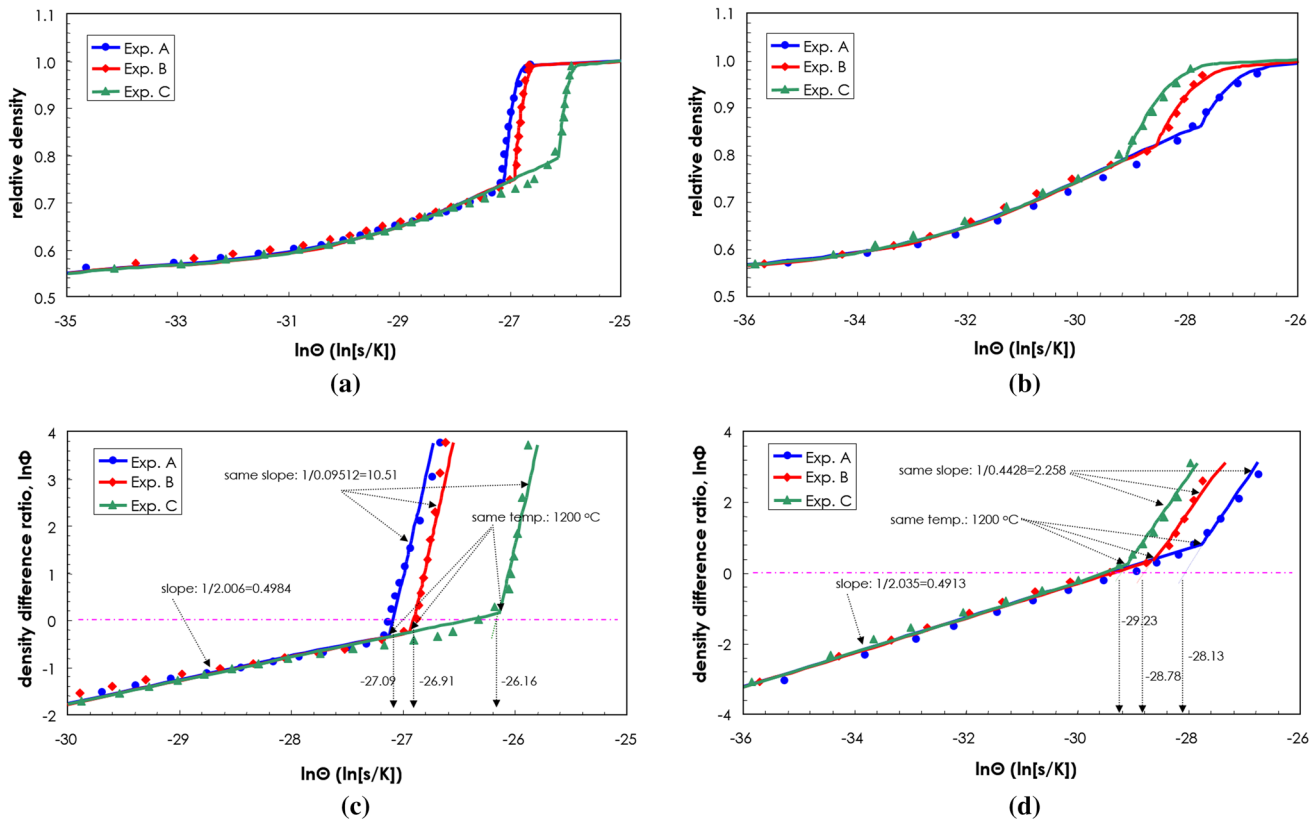 1.1
1.0
0.9
0.8
0.7
0.6
0.5
relative density
Exp. A
Exp. B
Exp. C
-35
-33
-31
-29
-27
-25
lnΘ (ln[s/K])
(a)
1.1
1.0
0.9
0.8
0.7
0.6
0.5
relative density
Exp. A
Exp. B
Exp. C
-36
-34
-32
-30
-28
-26
lnΘ (ln[s/K])
(b)
4
3
2
1
0
-1
-2
density difference ratio, lnΦ
Exp. A
Exp. B
Exp. C
same slope: 1/0.09512=10.51
same temp.: 1200 °C
slope: 1/2.006=0.4984
-27.09
-26.91
-26.16
-30
-29
-28
-27
-26
-25
lnΘ (ln[s/K])
(c)
4
2
0
-2
-4
density difference ratio, lnΦ
Exp. A
Exp. B
Exp. C
same slope: 1/0.4428=2.258
same temp.: 1200 °C
slope: 1/2.035=0.4913
-29.23
-28.78
-28.13
-36
-34
-32
-30
-28
-26
lnΘ (ln[s/K])
(d)